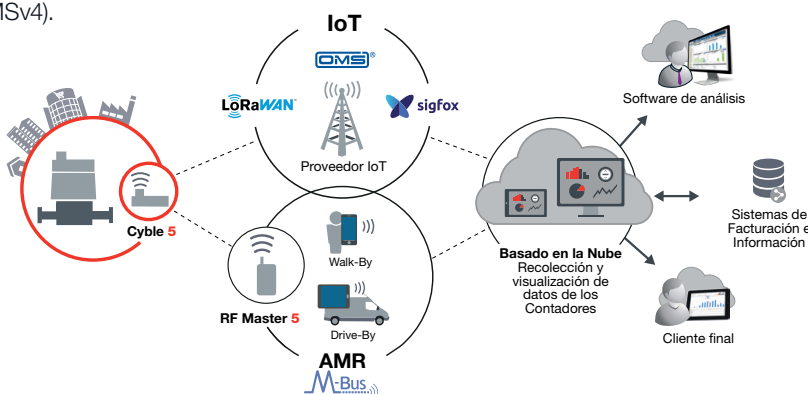 MSv4).
IoT
OMS®
LoRaWAN
sigfox
Proveedor IoT
Cyble 5
RF Master 5
Walk-By
Drive-By
AMR
M-Bus
Basado en la Nube
Recolección y
visualización de
datos de los
Contadores
Software de análisis
Sistemas de
Facturación e
Información
Cliente final